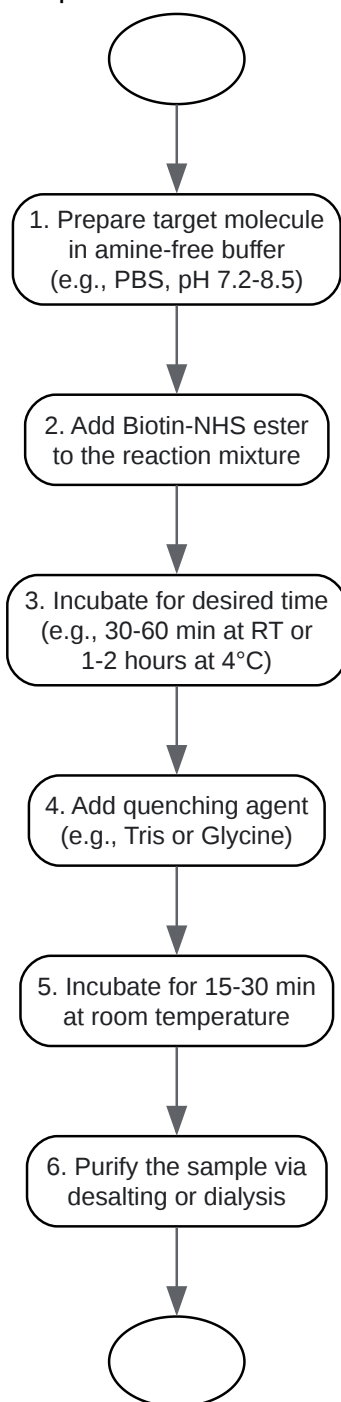 1. Prepare target molecule
in amine-free buffer
(e.g., PBS, pH 7.2-8.5)
2. Add Biotin-NHS ester
to the reaction mixture
3. Incubate for desired time
(e.g., 30-60 min at RT or
1-2 hours at 4°C)
4. Add quenching agent
(e.g., Tris or Glycine)
5. Incubate for 15-30 min
at room temperature
6. Purify the sample via
desalting or dialysis